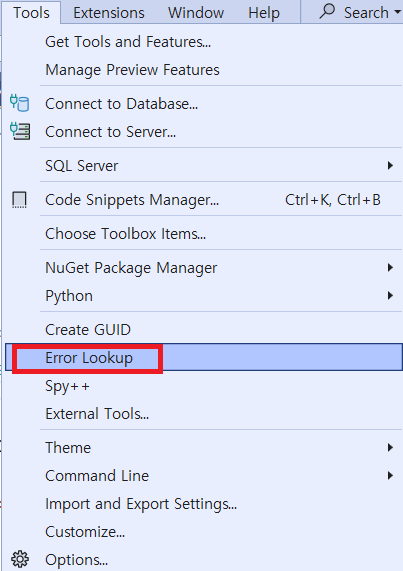 Tools Extensions Window Help Search
Get Tools and Features...
Manage Preview Features
Connect to Database...
Connect to Server...
SQL Server
Code Snippets Manager... Ctrl+K, Ctrl+B
Choose Toolbox Items...
NuGet Package Manager
Python
Create GUID
Error Lookup
Spy++
External Tools...
Theme
Command Line
Import and Export Settings...
Customize...
Options...